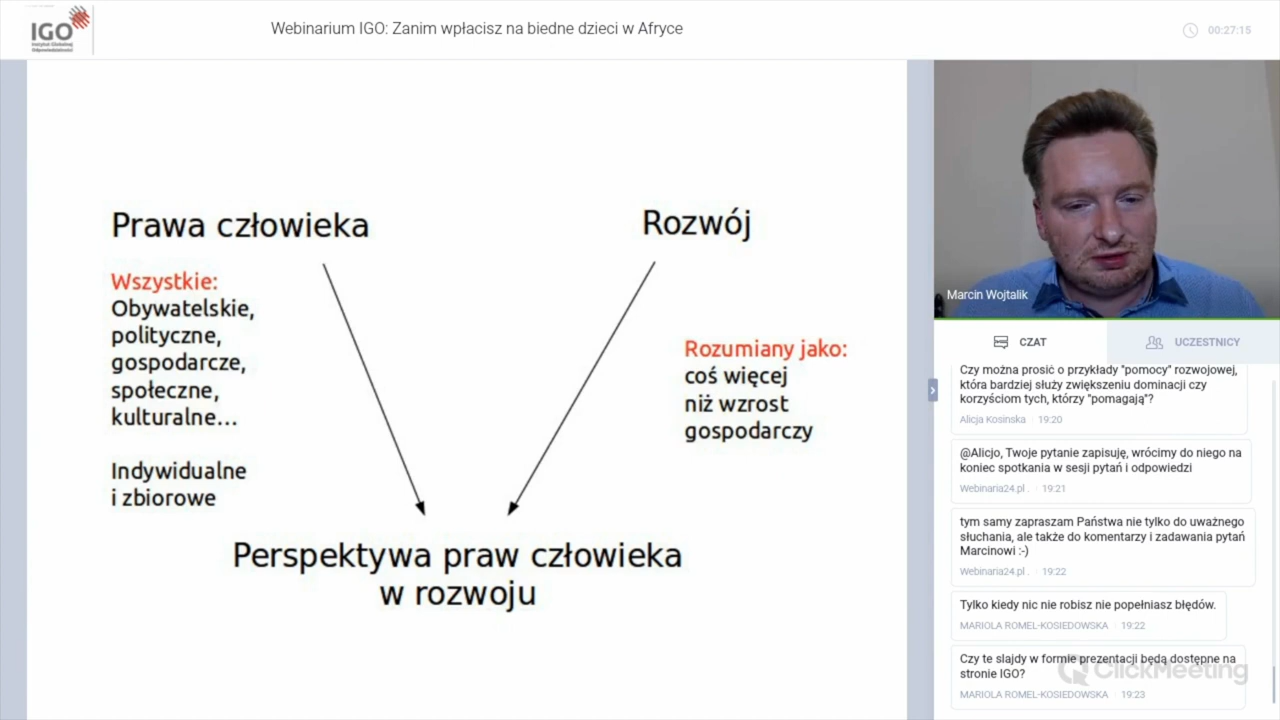 IGO
Instytut Globalnej
Odpowiedzialności
Webinarium IGO: Zanim wpłacisz na biedne dzieci w Afryce
00:27:15
Prawa człowieka
Wszystkie:
Obywatelskie,
polityczne,
gospodarcze,
społeczne,
kulturalne...
Indywidualne
i zbiorowe
Rozwój
Rozumiany jako:
coś więcej
niż wzrost
gospodarczy
Perspektywa praw człowieka
w rozwoju
Marcin Wojtalik
CZAT
UCZESTNICY
Czy można prosić o przykłady "pomocy" rozwojowej,
która bardziej służy zwiększeniu dominacji czy
korzyściom tych, którzy "pomagają"?
Alicja Kosinska · 19:20
@Alicjo, Twoje pytanie zapisuję, wrócimy do niego na
koniec spotkania w sesji pytań i odpowiedzi
Webinaria24.pl . · 19:21
tym samy zapraszam Państwa nie tylko do uważnego
słuchania, ale także do komentarzy i zadawania pytań
Marcinowi :-)
Webinaria24.pl . · 19:22
Tylko kiedy nic nie robisz nie popełniasz błędów.
MARIOLA ROMEL-KOSIEDOWSKA · 19:22
Czy te slajdy w formie prezentacji będą dostępne na
stronie IGO?
MARIOLA ROMEL-KOSIEDOWSKA · 19:23
ClickMeeting